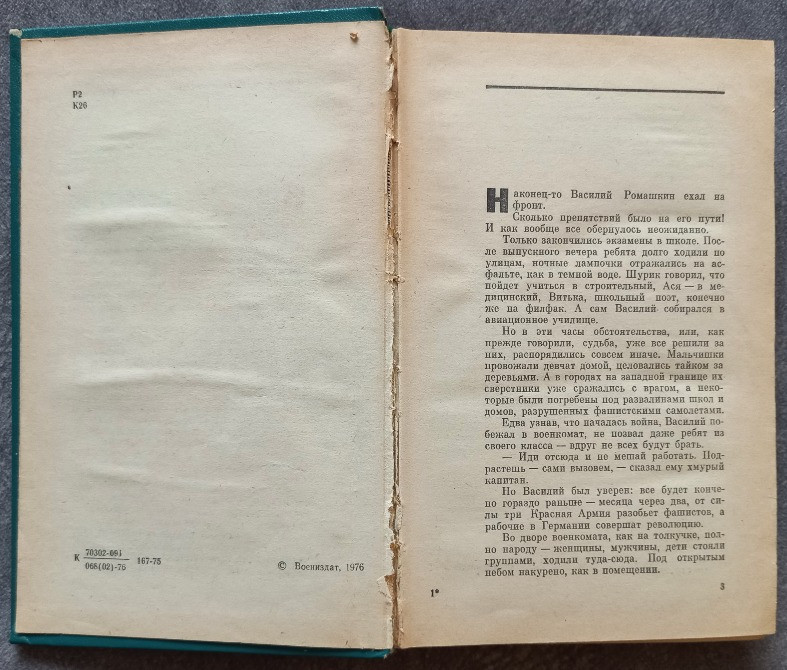 Р2
К26
К 70302-091
068(02)-76 167-75
© Воениздат, 1976
Наконец-то Василий Ромашкин ехал на
фронт.
Сколько препятствий было на его пути!
И как вообще все обернулось неожиданно.
Только закончились экзамены в школе. Пос-
ле выпускного вечера ребята долго ходили по
улицам, ночные лампочки отражались на ас-
фальте, как в темной воде. Шурик говорил, что
пойдет учиться в строительный, Ася — в ме-
дицинский, Витька, школьный поэт, конечно
же на филфак. А сам Василий собирался в
авиационное училище.
Но в эти часы обстоятельства, или, как
прежде говорили, судьба, уже все решили за
них, распорядились совсем иначе. Мальчишки
провожали девчат домой, целовались тайком за
деревьями. А в городах на западной границе их
сверстники уже сражались с врагом, а неко-
торые были погребены под развалинами школ и
домов, разрушенных фашистскими самолетами.
Едва узнав, что началась война, Василий по-
бежал в военкомат, не позвал даже ребят из
своего класса — вдруг не всех будут брать.
— Иди отсюда и не мешай работать. Под-
растешь — сами вызовем, — сказал ему хмурый
капитан.
Но Василий был уверен: все будет конче-
но гораздо раньше — месяца через два, от си-
лы три Красная Армия разобьет фашистов, а
рабочие в Германии совершат революцию.
Во дворе военкомата, как на толкучке, пол-
но народу — женщины, мужчины, дети стояли
группами, ходили туда-сюда. Под открытым
небом накурено, как в помещении.
1*
3